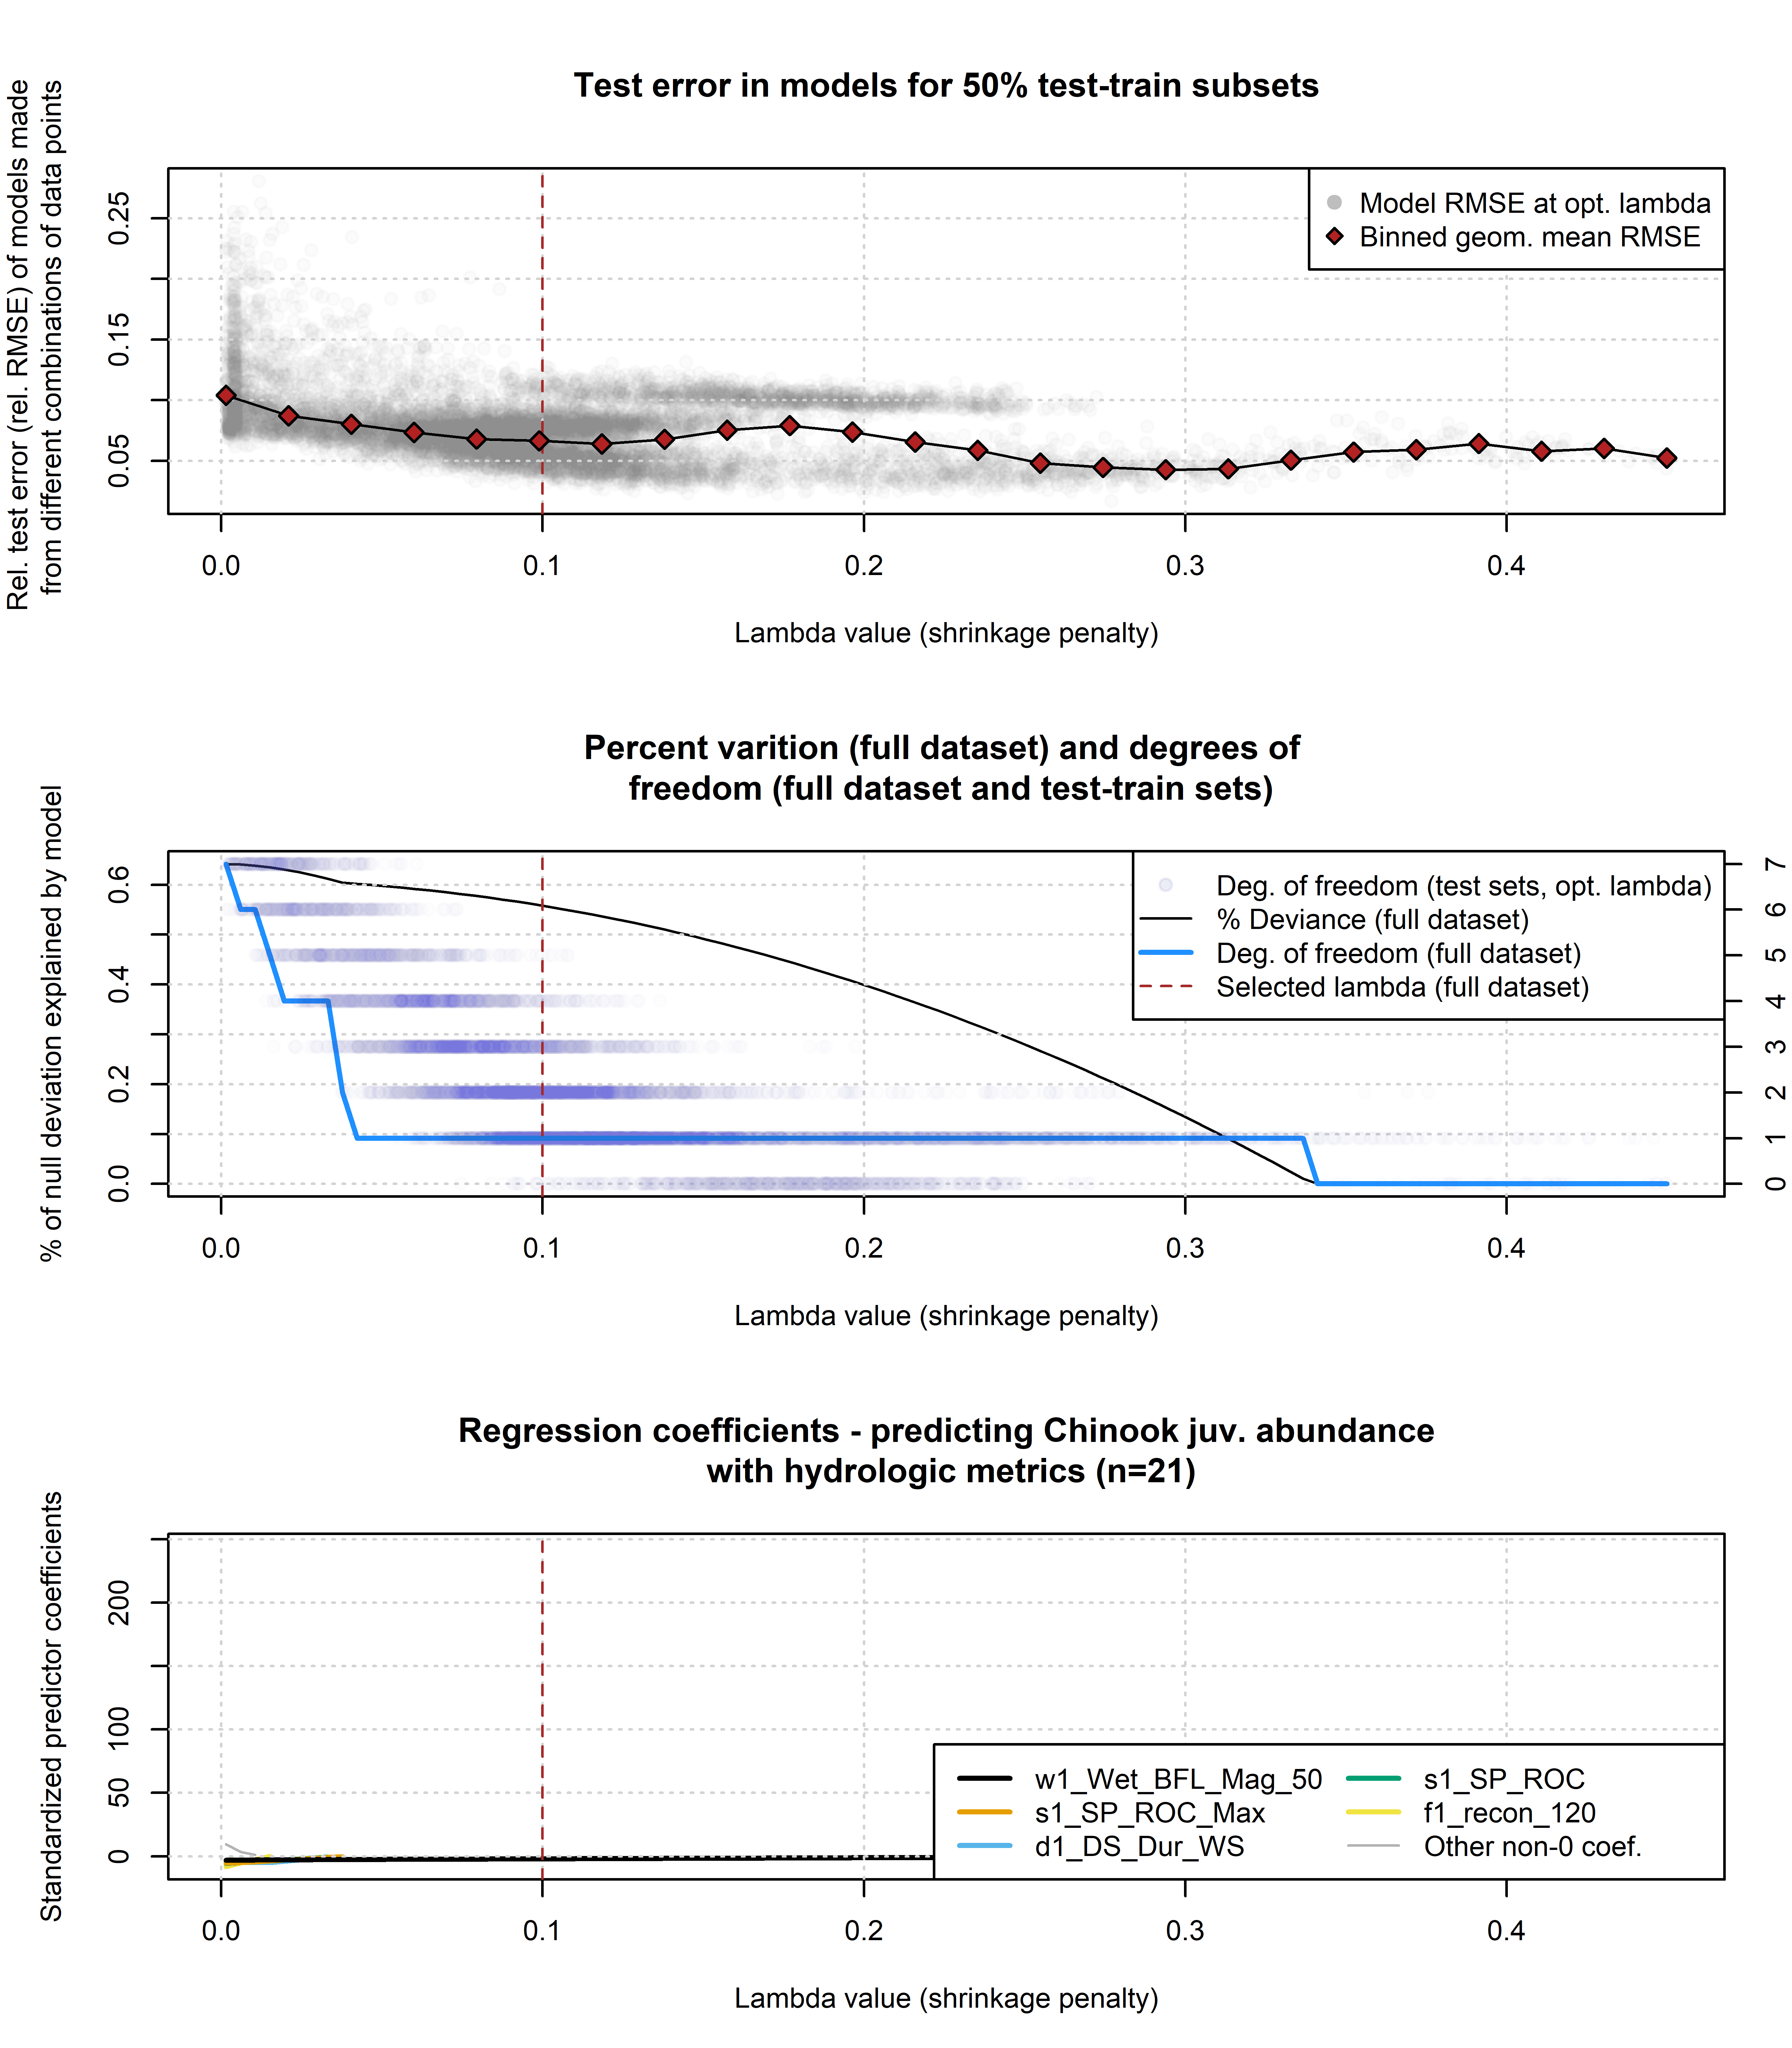 Test error in models for 50% test-train subsets
Rel. test error (rel. RMSE) of models made
from different combinations of data points
0.25
0.15
0.05
Model RMSE at opt. lambda
Binned geom. mean RMSE
0.0 0.1 0.2 0.3 0.4
Lambda value (shrinkage penalty)
Percent varition (full dataset) and degrees of
freedom (full dataset and test-train sets)
% of null deviation explained by model
0.6
0.4
0.2
0.0
Deg. of freedom (test sets, opt. lambda)
% Deviance (full dataset)
Deg. of freedom (full dataset)
Selected lambda (full dataset)
7
6
5
4
3
2
1
0
0.0 0.1 0.2 0.3 0.4
Lambda value (shrinkage penalty)
Regression coefficients - predicting Chinook juv. abundance
with hydrologic metrics (n=21)
Standardized predictor coefficients
200
100
50
0
w1_Wet_BFL_Mag_50 s1_SP_ROC
s1_SP_ROC_Max f1_recon_120
d1_DS_Dur_WS Other non-0 coef.
0.0 0.1 0.2 0.3 0.4
Lambda value (shrinkage penalty)